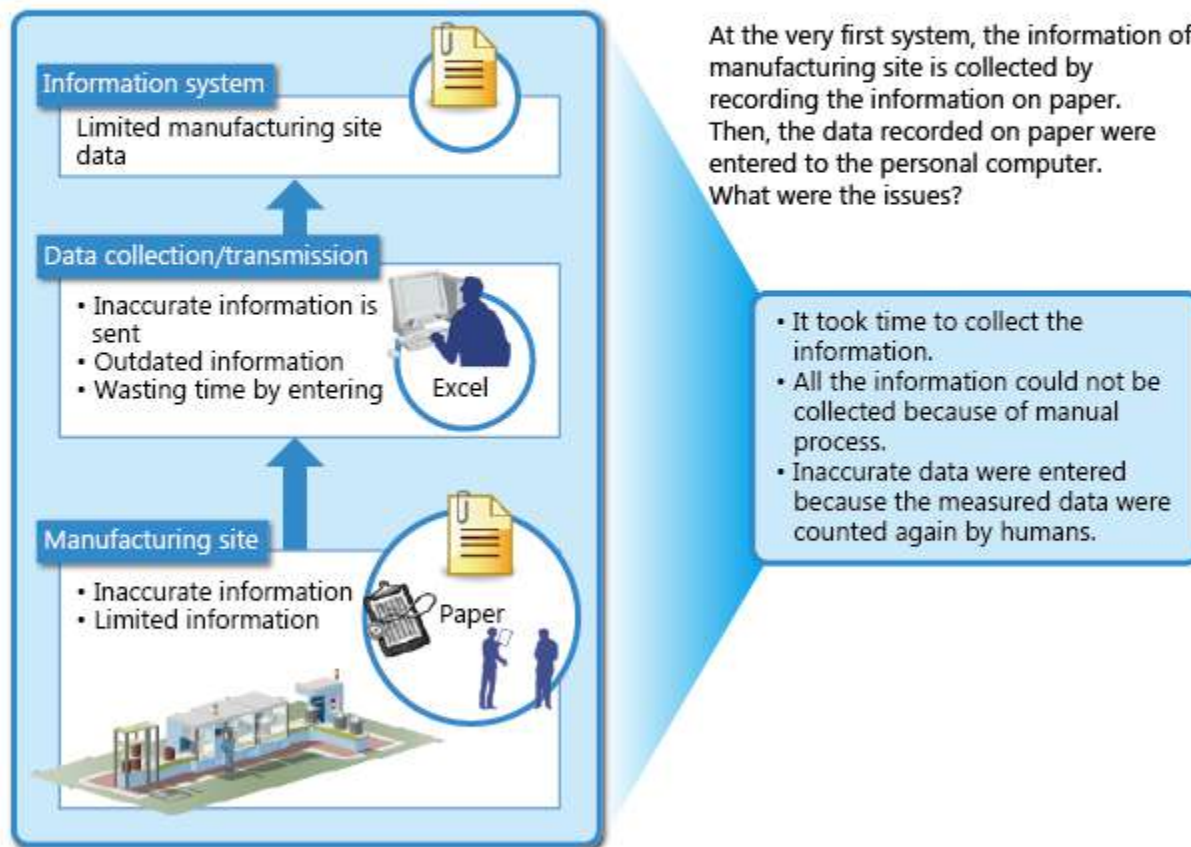 Information system
Limited manufacturing site
data
Data collection/transmission
• Inaccurate information is
sent
• Outdated information
• Wasting time by entering
Excel
Manufacturing site
• Inaccurate information
• Limited information
Paper
At the very first system, the information of
manufacturing site is collected by
recording the information on paper.
Then, the data recorded on paper were
entered to the personal computer.
What were the issues?
• It took time to collect the
information.
• All the information could not be
collected because of manual
process.
• Inaccurate data were entered
because the measured data were
counted again by humans.